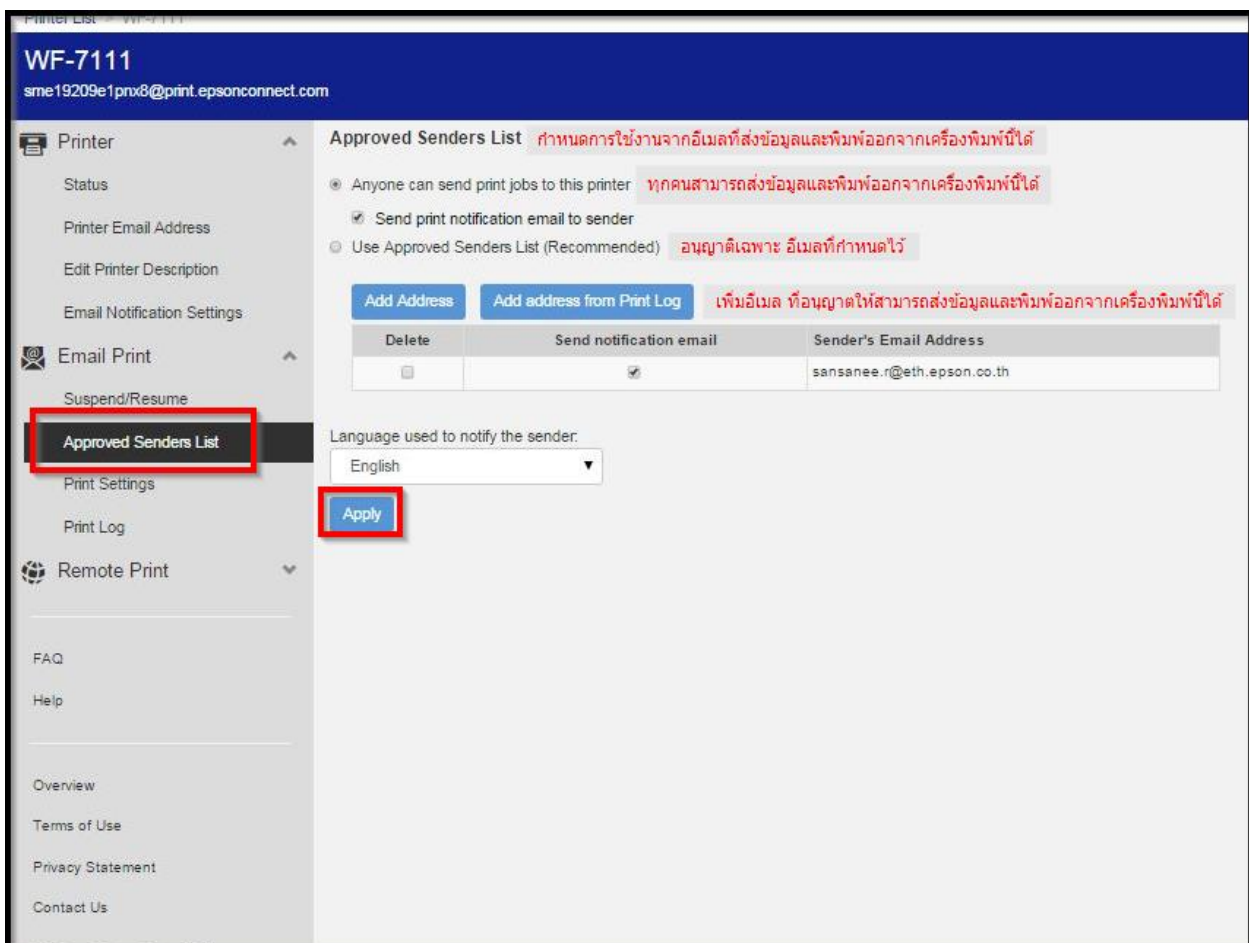 Printer List > WF-7111
WF-7111
sme19209e1pnx8@print.epsonconnect.com
Printer
Status
Printer Email Address
Edit Printer Description
Email Notification Settings
Email Print
Suspend/Resume
Approved Senders List
Print Settings
Print Log
Remote Print
FAQ
Help
Overview
Terms of Use
Privacy Statement
Contact Us
Approved Senders List กำหนดการใช้งานจากอีเมลที่ส่งข้อมูลและพิมพ์ออกจากเครื่องพิมพ์นี้ได้
Anyone can send print jobs to this printer ทุกคนสามารถส่งข้อมูลและพิมพ์ออกจากเครื่องพิมพ์นี้ได้
Send print notification email to sender
Use Approved Senders List (Recommended) อนุญาติเฉพาะ อีเมลที่กำหนดไว้
Add Address Add address from Print Log เพิ่มอีเมล ที่อนุญาตให้สามารถส่งข้อมูลและพิมพ์ออกจากเครื่องพิมพ์นี้ได้
Delete Send notification email Sender's Email Address
sansanee.r@eth.epson.co.th
Language used to notify the sender:
English
Apply